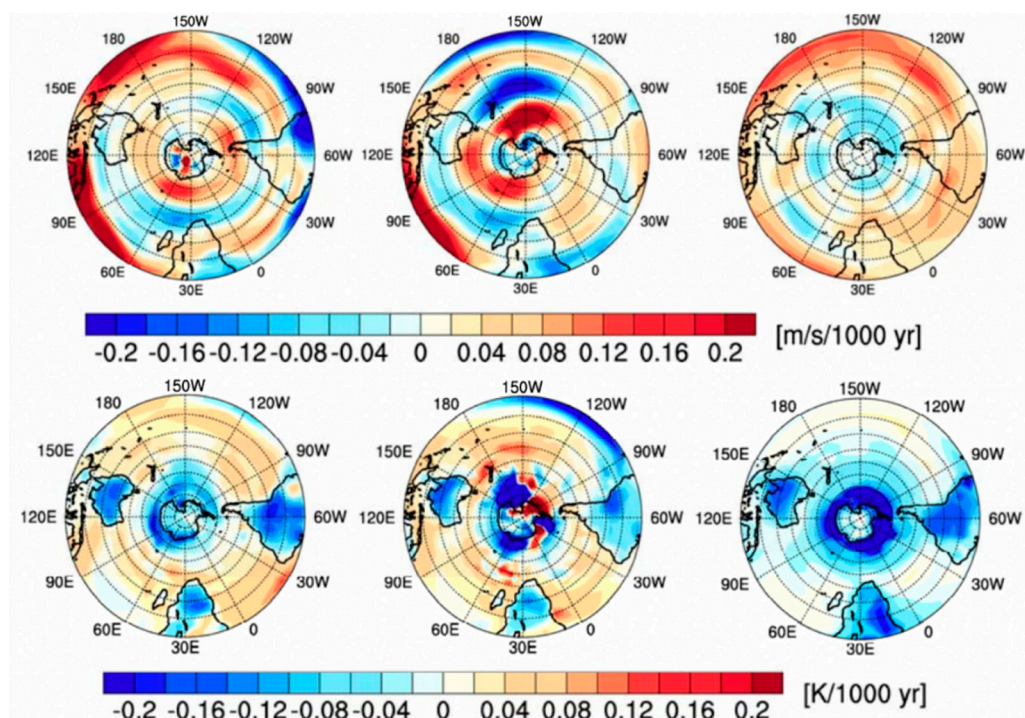 150W 150W 150W
180 120W 180 120W 180 120W
150E 90W 150E 90W 150E 90W
120E 60W 120E 60W 120E 60W
90E 30W 90E 30W 90E 30W
60E 0 60E 0 60E 0
30E 30E 30E
-0.2 -0.16 -0.12 -0.08 -0.04 0 0.04 0.08 0.12 0.16 0.2 [m/s/1000 yr]
150W 150W 150W
180 120W 180 120W 180 120W
150E 90W 150E 90W 150E 90W
120E 60W 120E 60W 120E 60W
90E 30W 90E 30W 90E 30W
60E 0 60E 0 60E 0
30E 30E 30E
-0.2 -0.16 -0.12 -0.08 -0.04 0 0.04 0.08 0.12 0.16 0.2 [K/1000 yr]